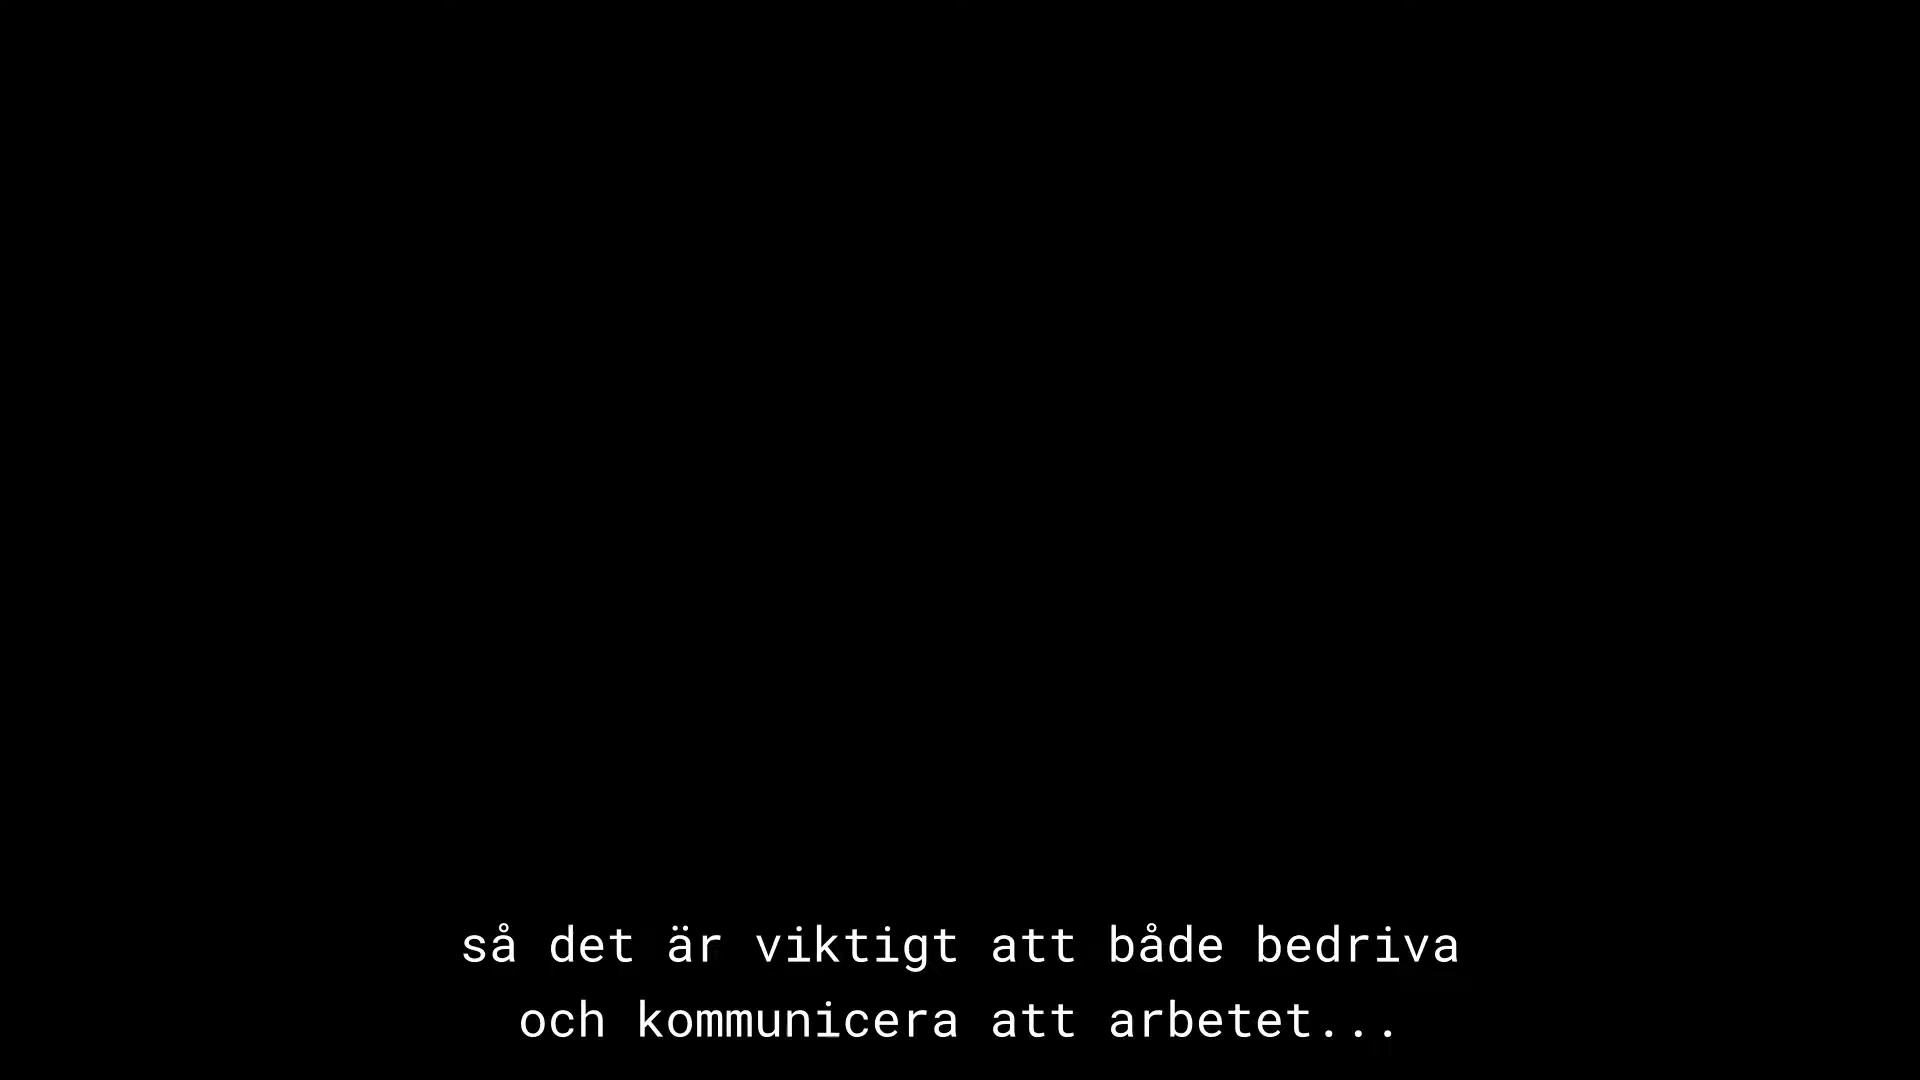 så det är viktigt att både bedriva
och kommunicera att arbetet...